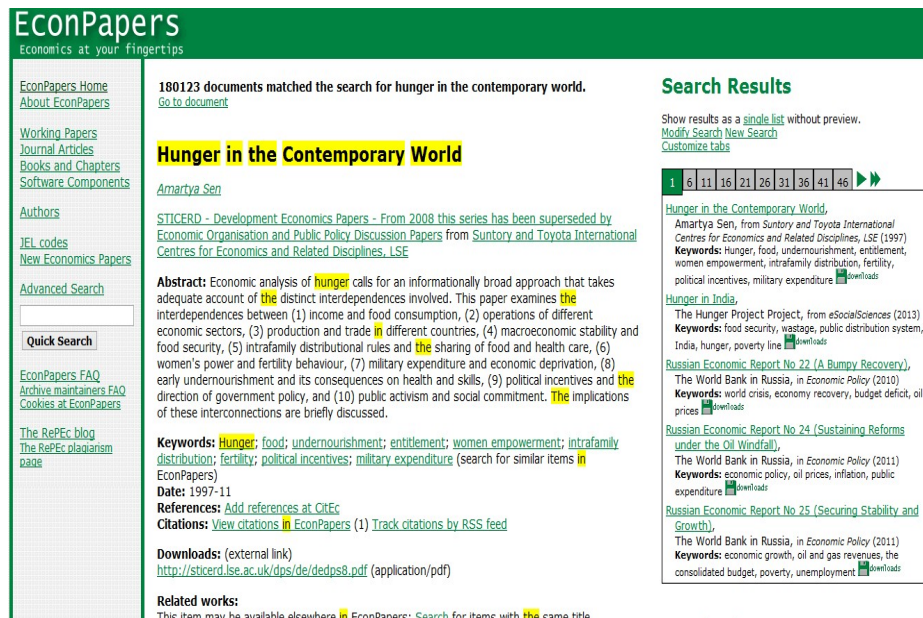 EconPapers
Economics at your fingertips
EconPapers Home
About EconPapers
Working Papers
Journal Articles
Books and Chapters
Software Components
Authors
JEL codes
New Economics Papers
Advanced Search
Quick Search
EconPapers FAQ
Archive maintainers FAQ
Cookies at EconPapers
The RePEc blog
The RePEc plagiarism
page
180123 documents matched the search for hunger in the contemporary world.
Go to document
Hunger in the Contemporary World
Amartya Sen
STICERD - Development Economics Papers - From 2008 this series has been superseded by
Economic Organisation and Public Policy Discussion Papers from Suntory and Toyota International
Centres for Economics and Related Disciplines, LSE
Abstract: Economic analysis of hunger calls for an informationally broad approach that takes
adequate account of the distinct interdependences involved. This paper examines the
interdependences between (1) income and food consumption, (2) operations of different
economic sectors, (3) production and trade in different countries, (4) macroeconomic stability and
food security, (5) intrafamily distributional rules and the sharing of food and health care, (6)
women's power and fertility behaviour, (7) military expenditure and economic deprivation, (8)
early undernourishment and its consequences on health and skills, (9) political incentives and the
direction of government policy, and (10) public activism and social commitment. The implications
of these interconnections are briefly discussed.
Keywords: Hunger; food; undernourishment; entitlement; women empowerment; intrafamily
distribution; fertility; political incentives; military expenditure (search for similar items in
EconPapers)
Date: 1997-11
References: Add references at CitEc
Citations: View citations in EconPapers (1) Track citations by RSS feed
Downloads: (external link)
http://sticerd.lse.ac.uk/dps/de/dedps8.pdf (application/pdf)
Related works:
This item may be available elsewhere in EconPapers: Search for items with the same title.
Search Results
Show results as a single list without preview.
Modify Search New Search
Customize tabs
1 6 11 16 21 26 31 36 41 46
Hunger in the Contemporary World,
Amartya Sen, from Suntory and Toyota International
Centres for Economics and Related Disciplines, LSE (1997)
Keywords: Hunger, food, undernourishment, entitlement,
women empowerment, intrafamily distribution, fertility,
political incentives, military expenditure downloads
Hunger in India,
The Hunger Project Project, from eSocialSciences (2013)
Keywords: food security, wastage, public distribution system,
India, hunger, poverty line downloads
Russian Economic Report No 22 (A Bumpy Recovery),
The World Bank in Russia, in Economic Policy (2010)
Keywords: world crisis, economy recovery, budget deficit, oil
prices downloads
Russian Economic Report No 24 (Sustaining Reforms
under the Oil Windfall),
The World Bank in Russia, in Economic Policy (2011)
Keywords: economic policy, oil prices, inflation, public
expenditure downloads
Russian Economic Report No 25 (Securing Stability and
Growth),
The World Bank in Russia, in Economic Policy (2011)
Keywords: economic growth, oil and gas revenues, the
consolidated budget, poverty, unemployment downloads